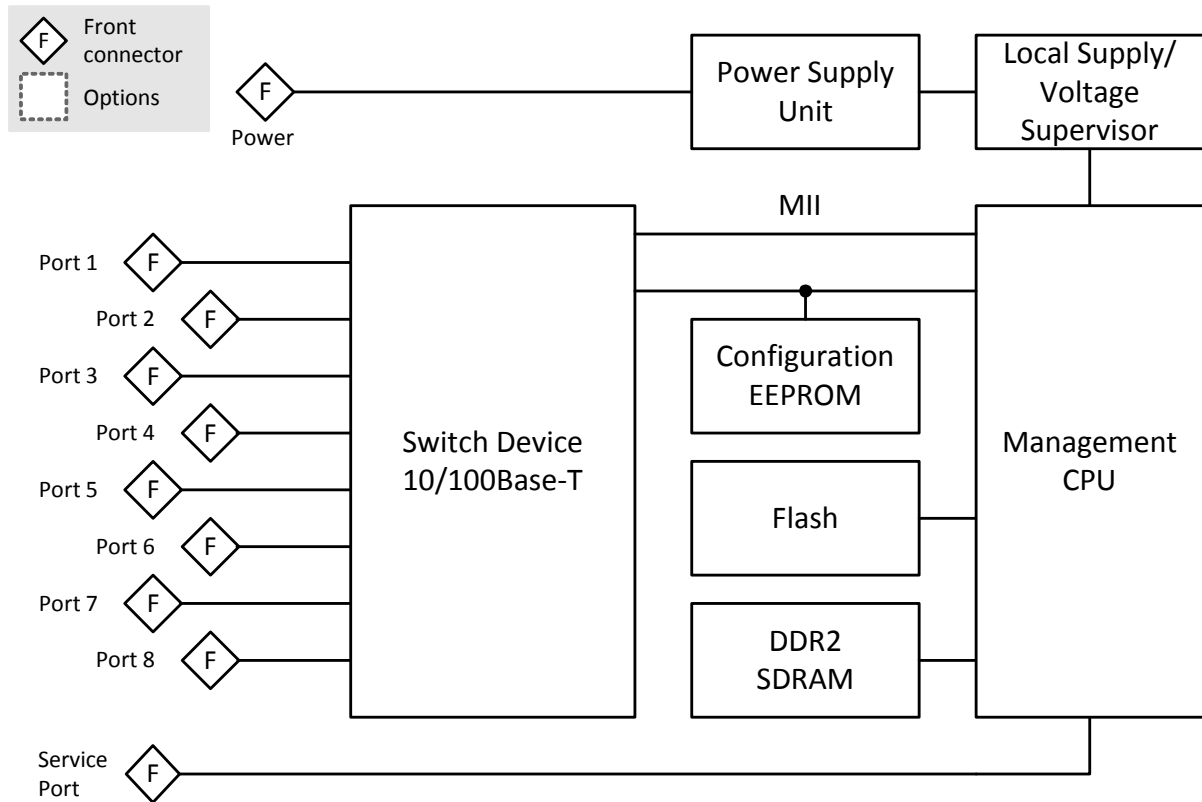 F
Front
connector
Options
F
Power
Power Supply
Unit
Local Supply/
Voltage
Supervisor
MII
Port 1
F
Port 2
F
Port 3
F
Port 4
F
Port 5
F
Port 6
F
Port 7
F
Port 8
F
Switch Device
10/100Base-T
Configuration
EEPROM
Flash
DDR2
SDRAM
Management
CPU
Service
Port
F